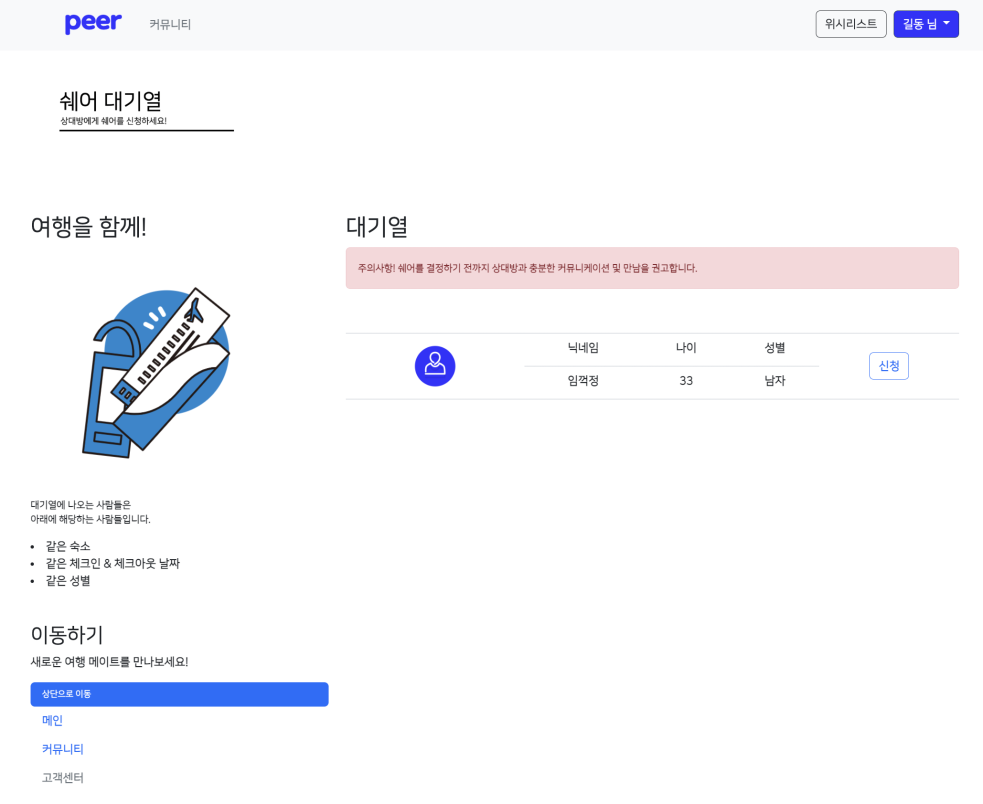 peer
커뮤니티
위시리스트
길동 님
쉐어 대기열
상대방에게 쉐어를 신청하세요!
여행을 함께!
대기열에 나오는 사람들은
아래에 해당하는 사람들입니다.
• 같은 숙소
• 같은 체크인 & 체크아웃 날짜
• 같은 성별
이동하기
새로운 여행 메이트를 만나보세요!
상단으로 이동
메인
커뮤니티
고객센터
대기열
주의사항! 쉐어를 결정하기 전까지 상대방과 충분한 커뮤니케이션 및 만남을 권고합니다.
닉네임 나이 성별
임꺽정 33 남자
신청